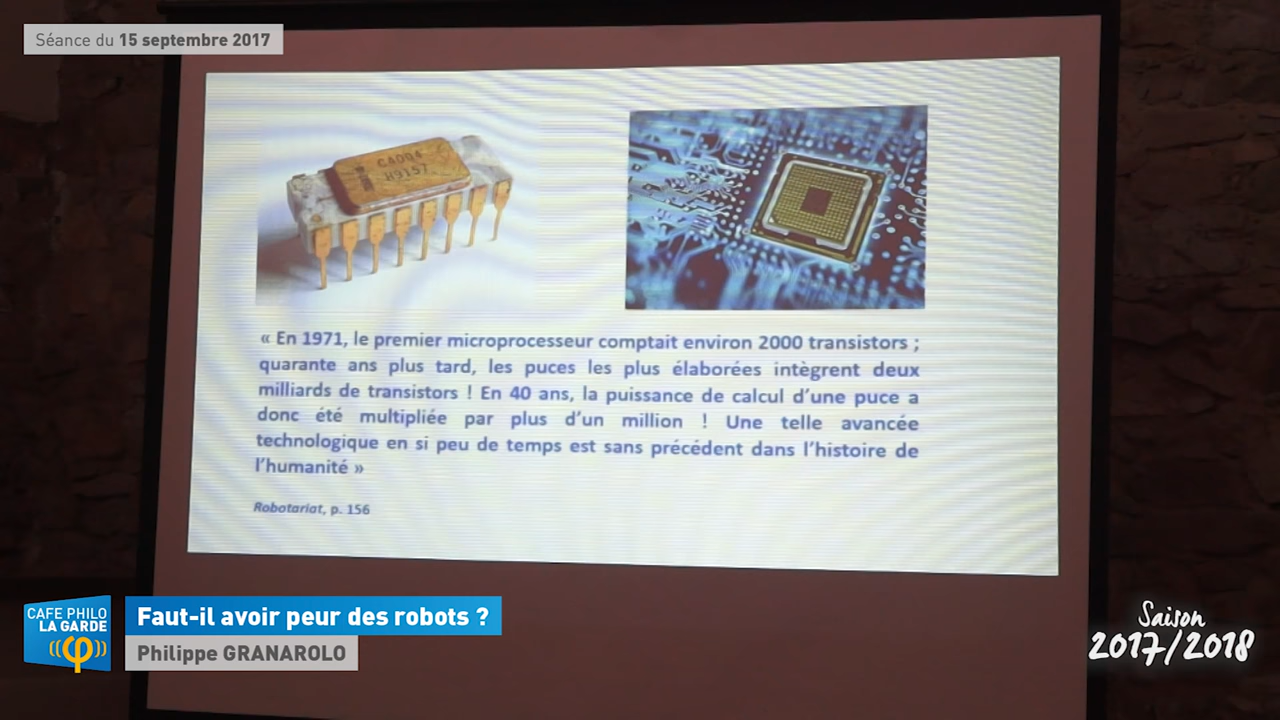 Séance du 15 septembre 2017
C4004
H9157
« En 1971, le premier microprocesseur comptait environ 2000 transistors ;
quarante ans plus tard, les puces les plus élaborées intègrent deux
milliards de transistors ! En 40 ans, la puissance de calcul d’une puce a
donc été multipliée par plus d’un million ! Une telle avancée
technologique en si peu de temps est sans précédent dans l’histoire de
l’humanité »
Robotariat, p. 156
CAFE PHILO
LA GARDE
Faut-il avoir peur des robots ?
Philippe GRANAROLO
Saison
2017/2018